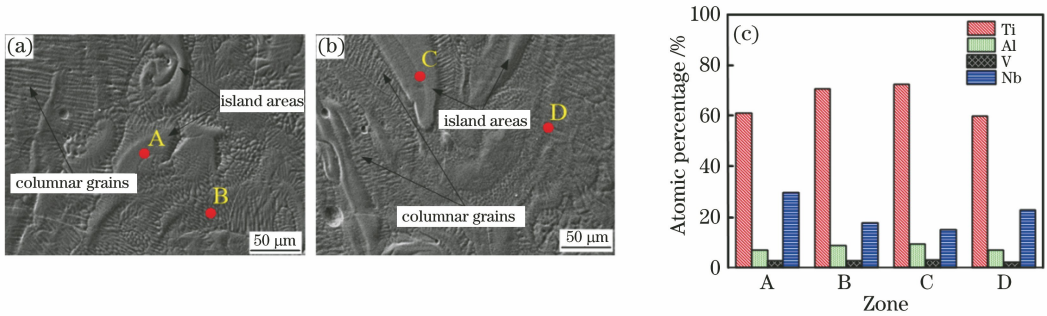 (a)
island areas
A
columnar grains
B
50 μm
(b)
C
island areas
D
columnar grains
50 μm
(c)
Ti
Al
V
Nb
Atomic percentage /%
100
80
60
40
20
0
A B C D
Zone